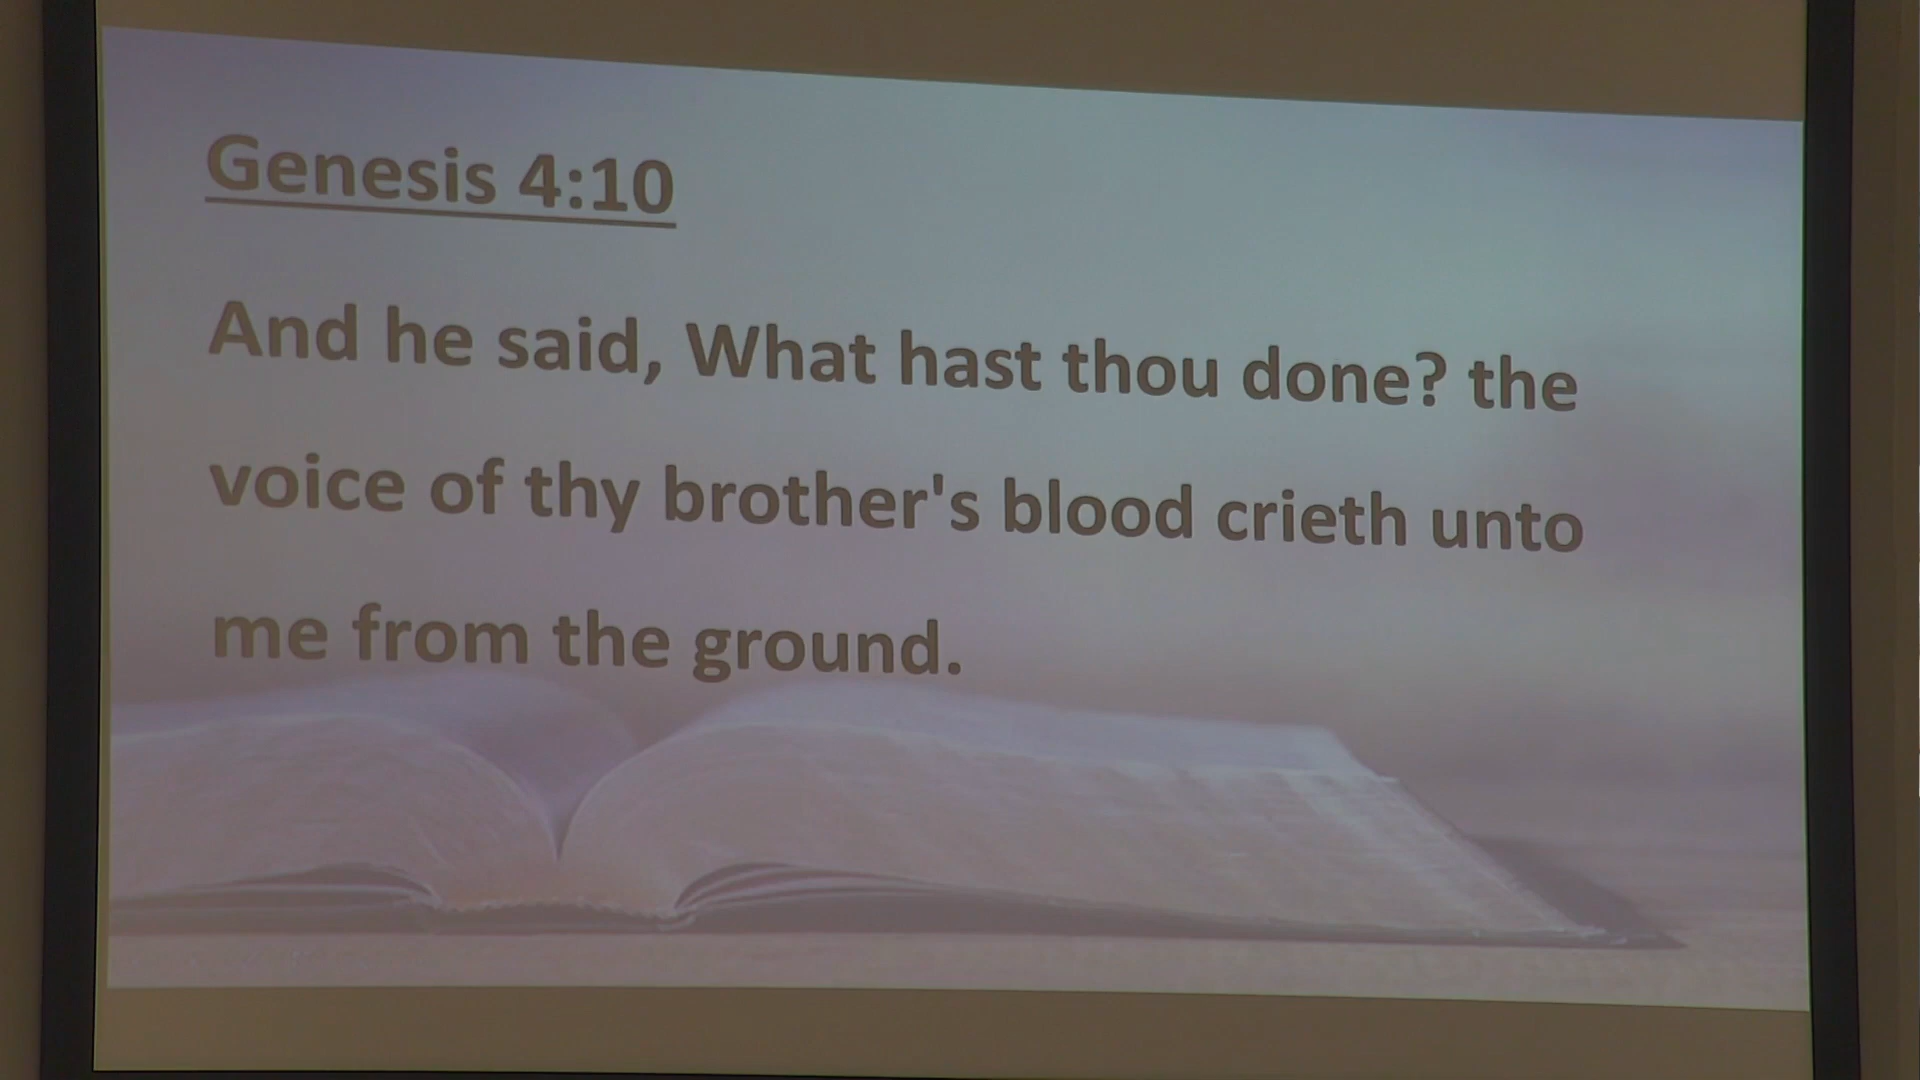 Genesis 4:10
And he said, What hast thou done? the
voice of thy brother's blood crieth unto
me from the ground.